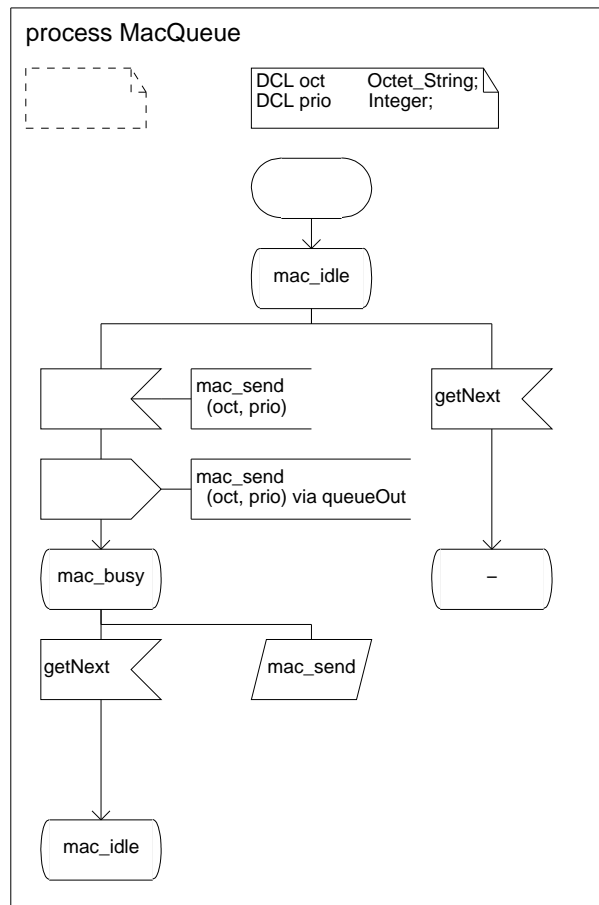 process MacQueue
DCL oct Octet_String;
DCL prio Integer;
mac_idle
mac_send
(oct, prio)
getNext
mac_send
(oct, prio) via queueOut
mac_busy
–
getNext
mac_send
mac_idle